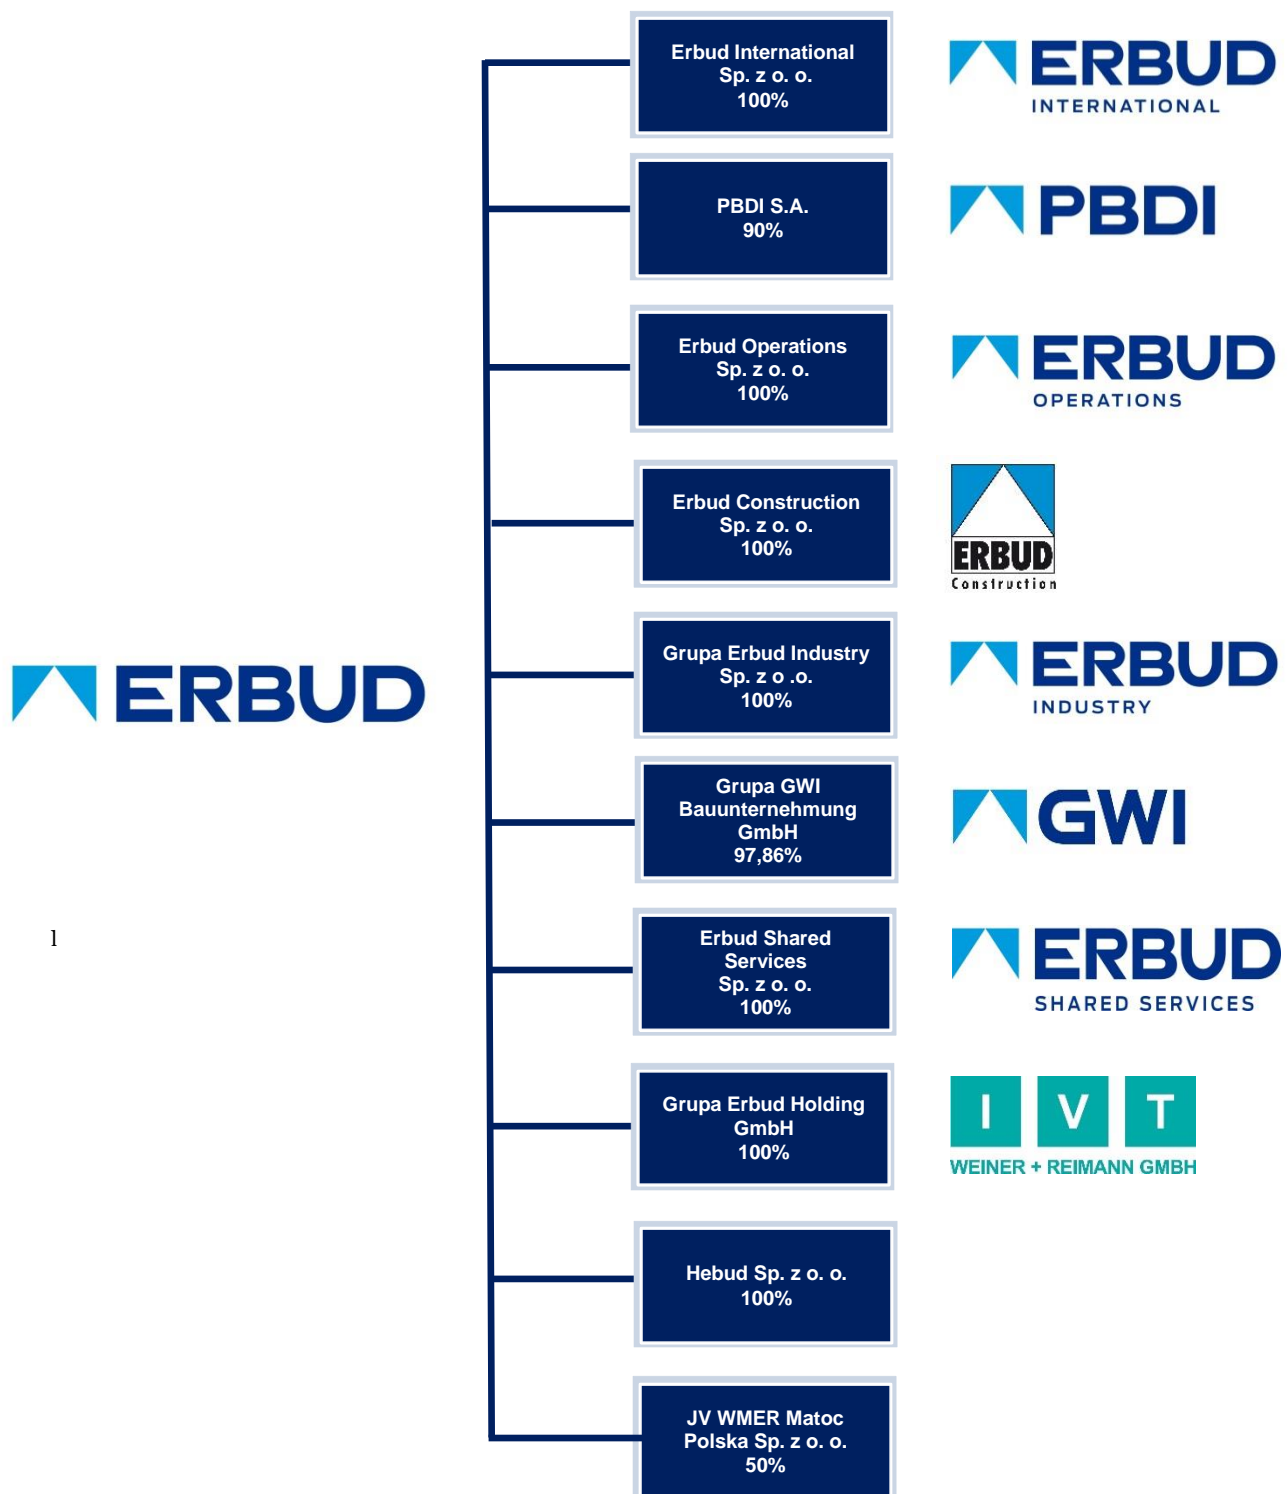 Erbud International
Sp. z o. o.
100%
ERBUD
INTERNATIONAL
PBDI S.A.
90%
PBDI
Erbud Operations
Sp. z o. o.
100%
ERBUD
OPERATIONS
Erbud Construction
Sp. z o. o.
100%
ERBUD
Construction
Grupa Erbud Industry
Sp. z o .o.
100%
ERBUD
INDUSTRY
ERBUD
Grupa GWI
Bauunternehmung
GmbH
97,86%
GWI
l
Erbud Shared
Services
Sp. z o. o.
100%
ERBUD
SHARED SERVICES
Grupa Erbud Holding
GmbH
100%
I V T
WEINER + REIMANN GMBH
Hebud Sp. z o. o.
100%
JV WMER Matoc
Polska Sp. z o. o.
50%